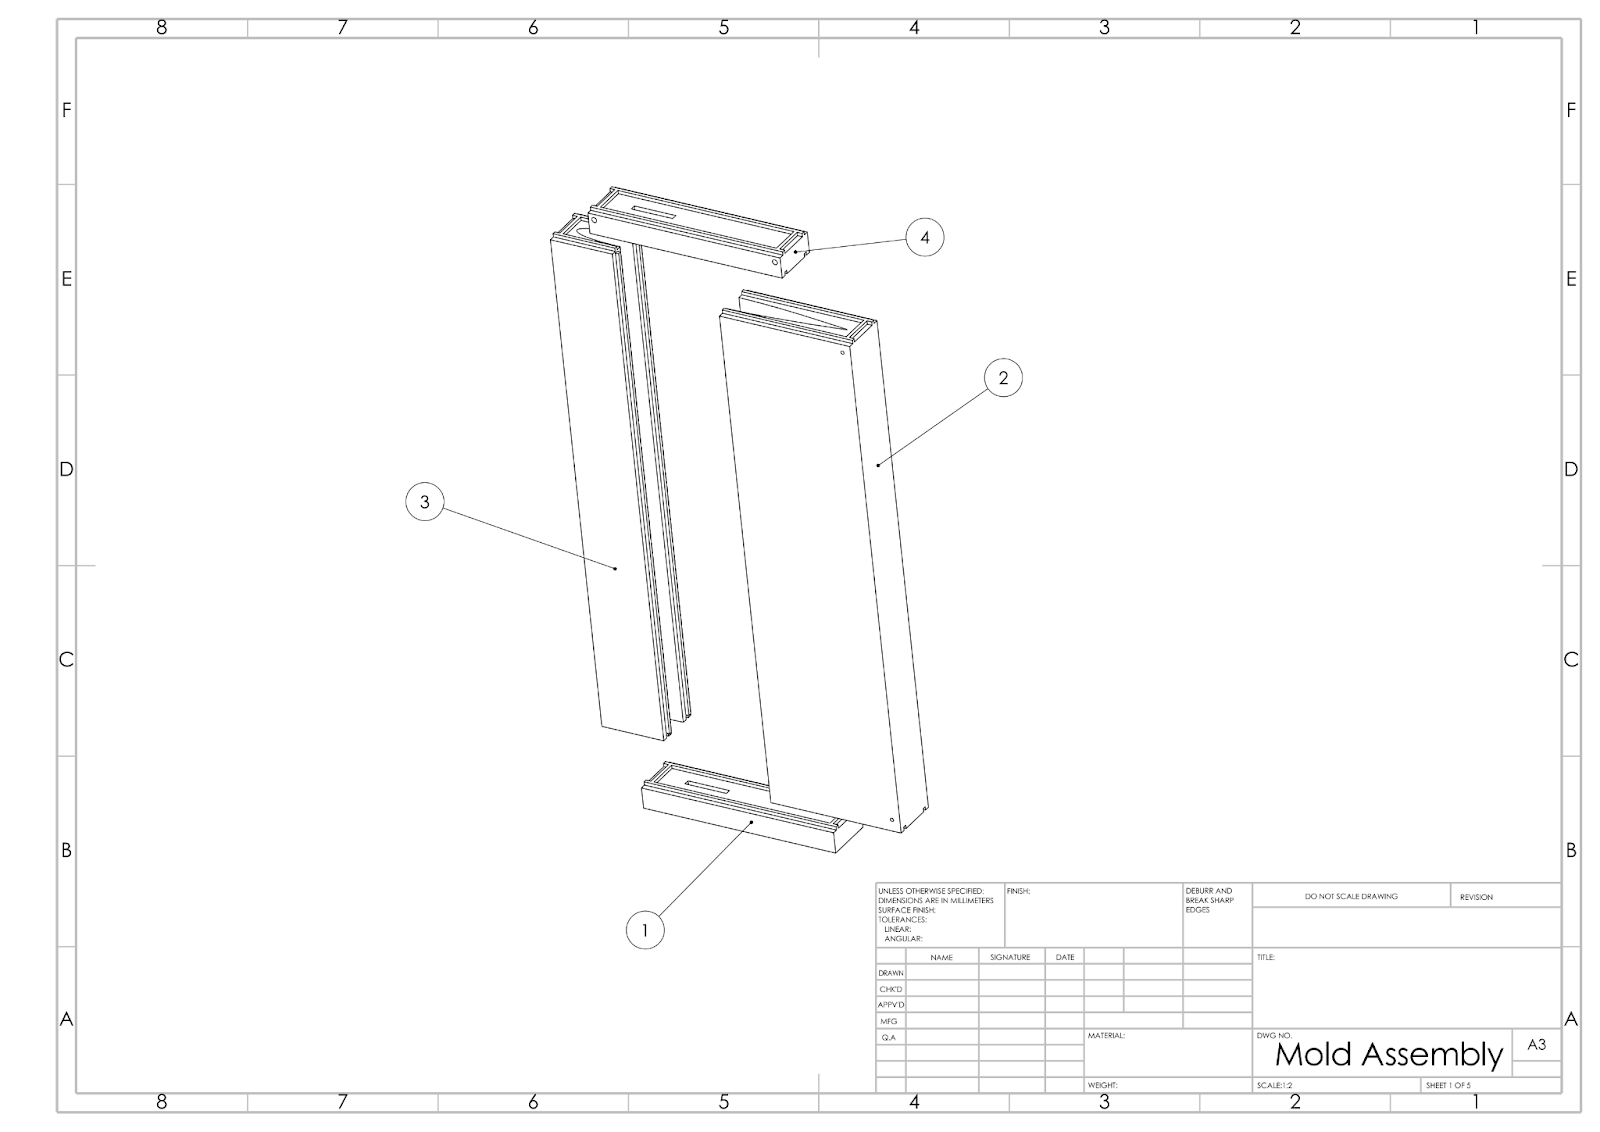 8 7 6 5 4 3 2 1
F F
4
E E
2
D D
3
C C
B B
1
UNLESS OTHERWISE SPECIFIED:
DIMENSIONS ARE IN MILLIMETERS
SURFACE FINISH:
TOLERANCES:
LINEAR:
ANGULAR:
FINISH:
DEBURR AND
BREAK SHARP
EDGES
DO NOT SCALE DRAWING
REVISION
NAME SIGNATURE DATE
TITLE:
DRAWN
CHK'D
APPV'D
MFG
Q.A
MATERIAL:
DWG NO.
Mold Assembly
A3
A A
WEIGHT:
SCALE:1:2
SHEET 1 OF 5
8 7 6 5 4 3 2 1